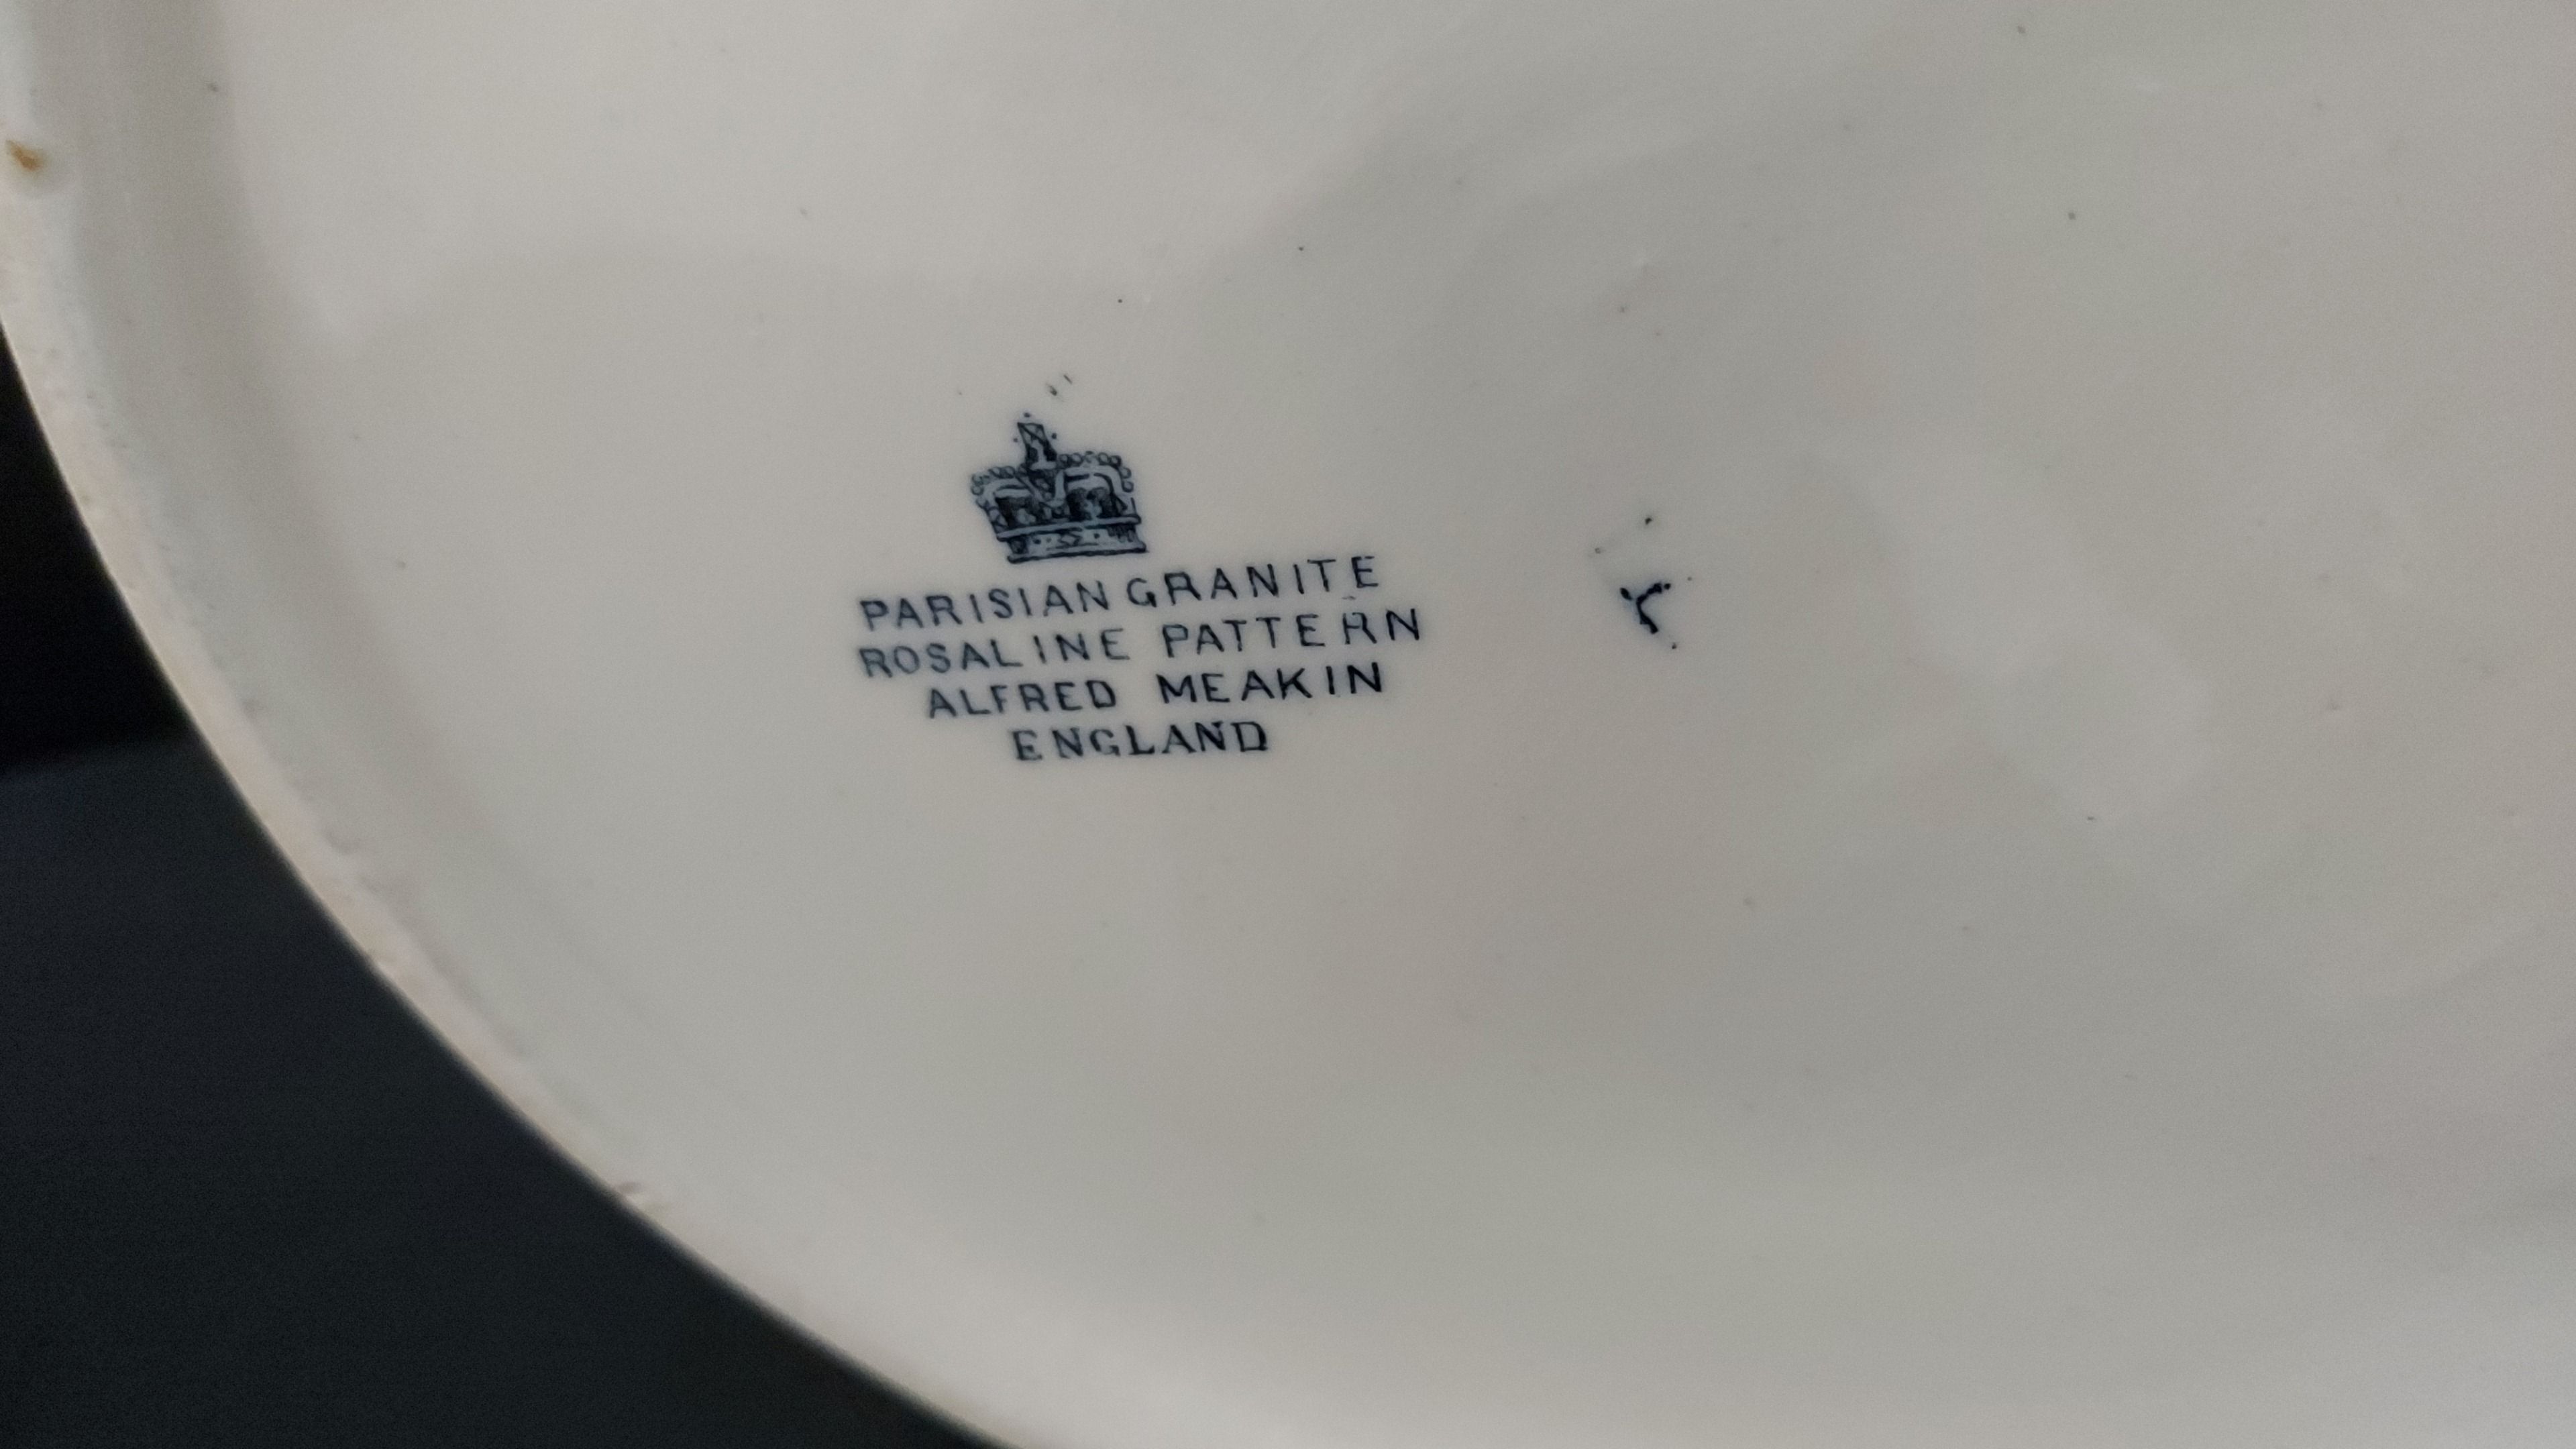 PARISIAN GRANITE
ROSALINE PATTERN
ALFRED MEAKIN
ENGLAND